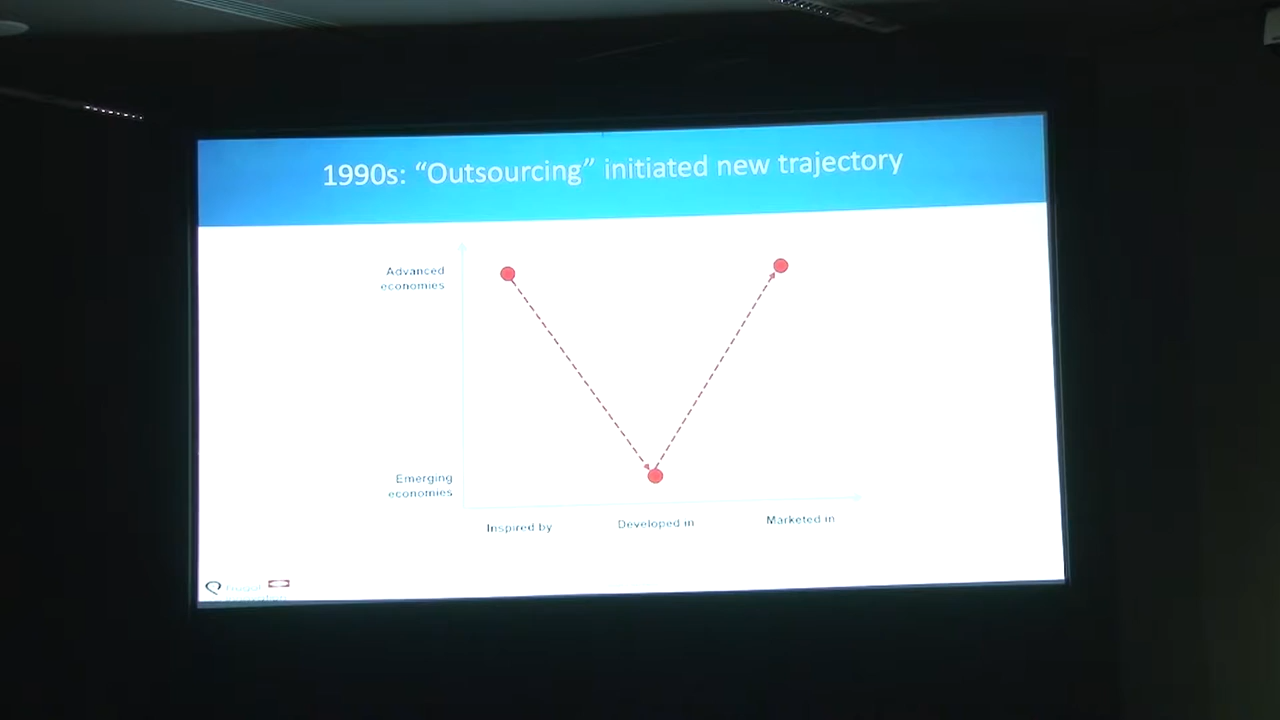 1990s: “Outsourcing” initiated new trajectory
Advanced
economies
Emerging
economies
Inspired by
Developed in
Marketed in